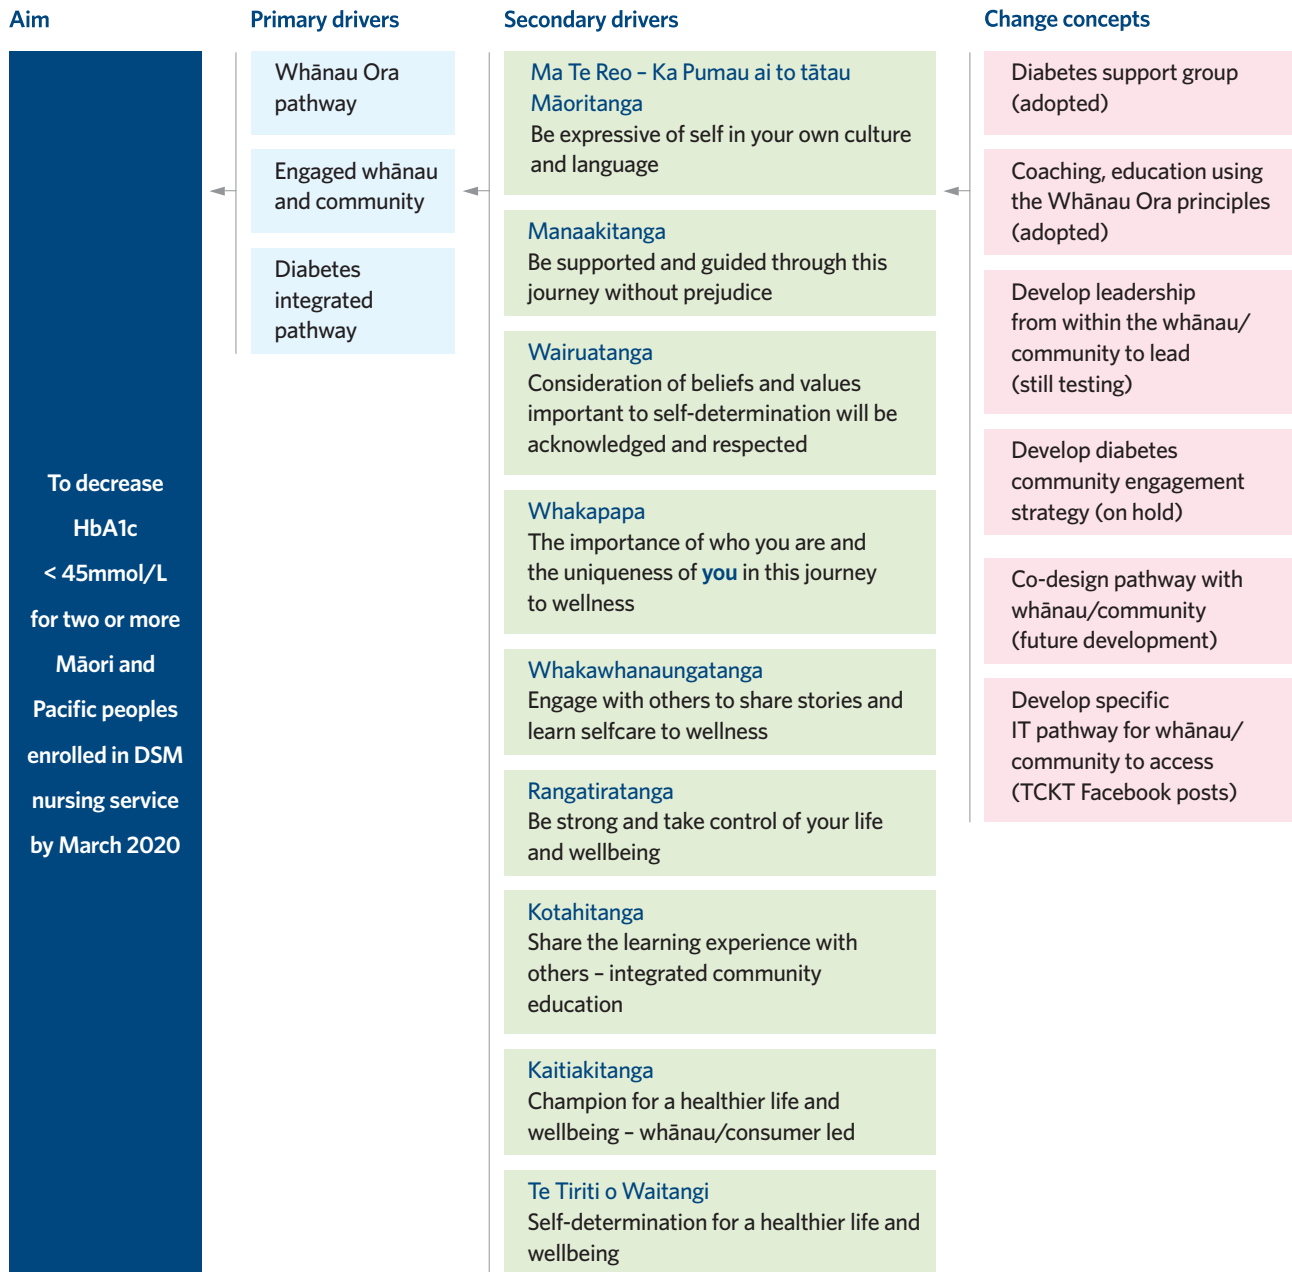 Aim
To decrease
HbA1c
< 45mmol/L
for two or more
Māori and
Pacific peoples
enrolled in DSM
nursing service
by March 2020
Primary drivers
Whānau Ora
pathway
Engaged whānau
and community
Diabetes
integrated
pathway
Secondary drivers
Ma Te Reo – Ka Pumau ai to tātau
Māoritanga
Be expressive of self in your own culture
and language
Manaakitanga
Be supported and guided through this
journey without prejudice
Wairuatanga
Consideration of beliefs and values
important to self-determination will be
acknowledged and respected
Whakapapa
The importance of who you are and
the uniqueness of you in this journey
to wellness
Whakawhanaungatanga
Engage with others to share stories and
learn selfcare to wellness
Rangatiratanga
Be strong and take control of your life
and wellbeing
Kotahitanga
Share the learning experience with
others – integrated community
education
Kaitiakitanga
Champion for a healthier life and
wellbeing – whānau/consumer led
Te Tiriti o Waitangi
Self-determination for a healthier life and
wellbeing
Change concepts
Diabetes support group
(adopted)
Coaching, education using
the Whānau Ora principles
(adopted)
Develop leadership
from within the whānau/
community to lead
(still testing)
Develop diabetes
community engagement
strategy (on hold)
Co-design pathway with
whānau/community
(future development)
Develop specific
IT pathway for whānau/
community to access
(TCKT Facebook posts)